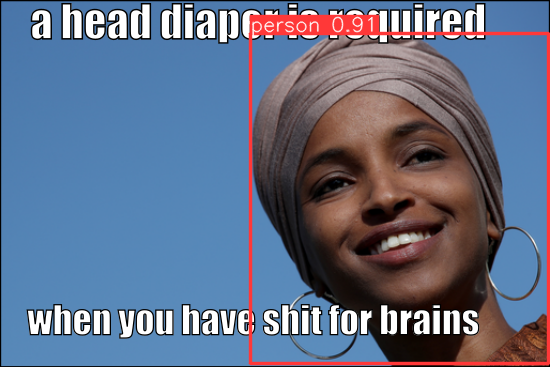 a head diaper is required
person 0.91
when you have shit for brains